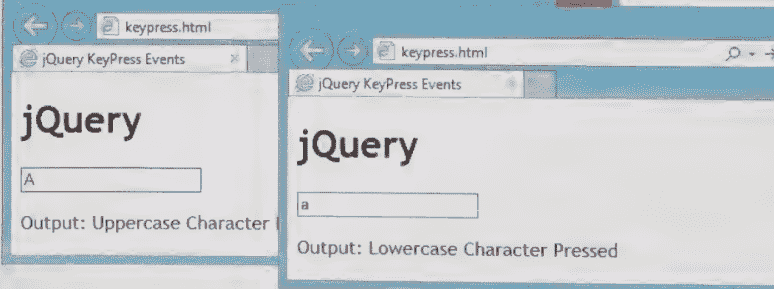 keypress.html
jQuery KeyPress Events
jQuery
A
Output: Uppercase Character
keypress.html
jQuery KeyPress Events
jQuery
a
Output: Lowercase Character Pressed